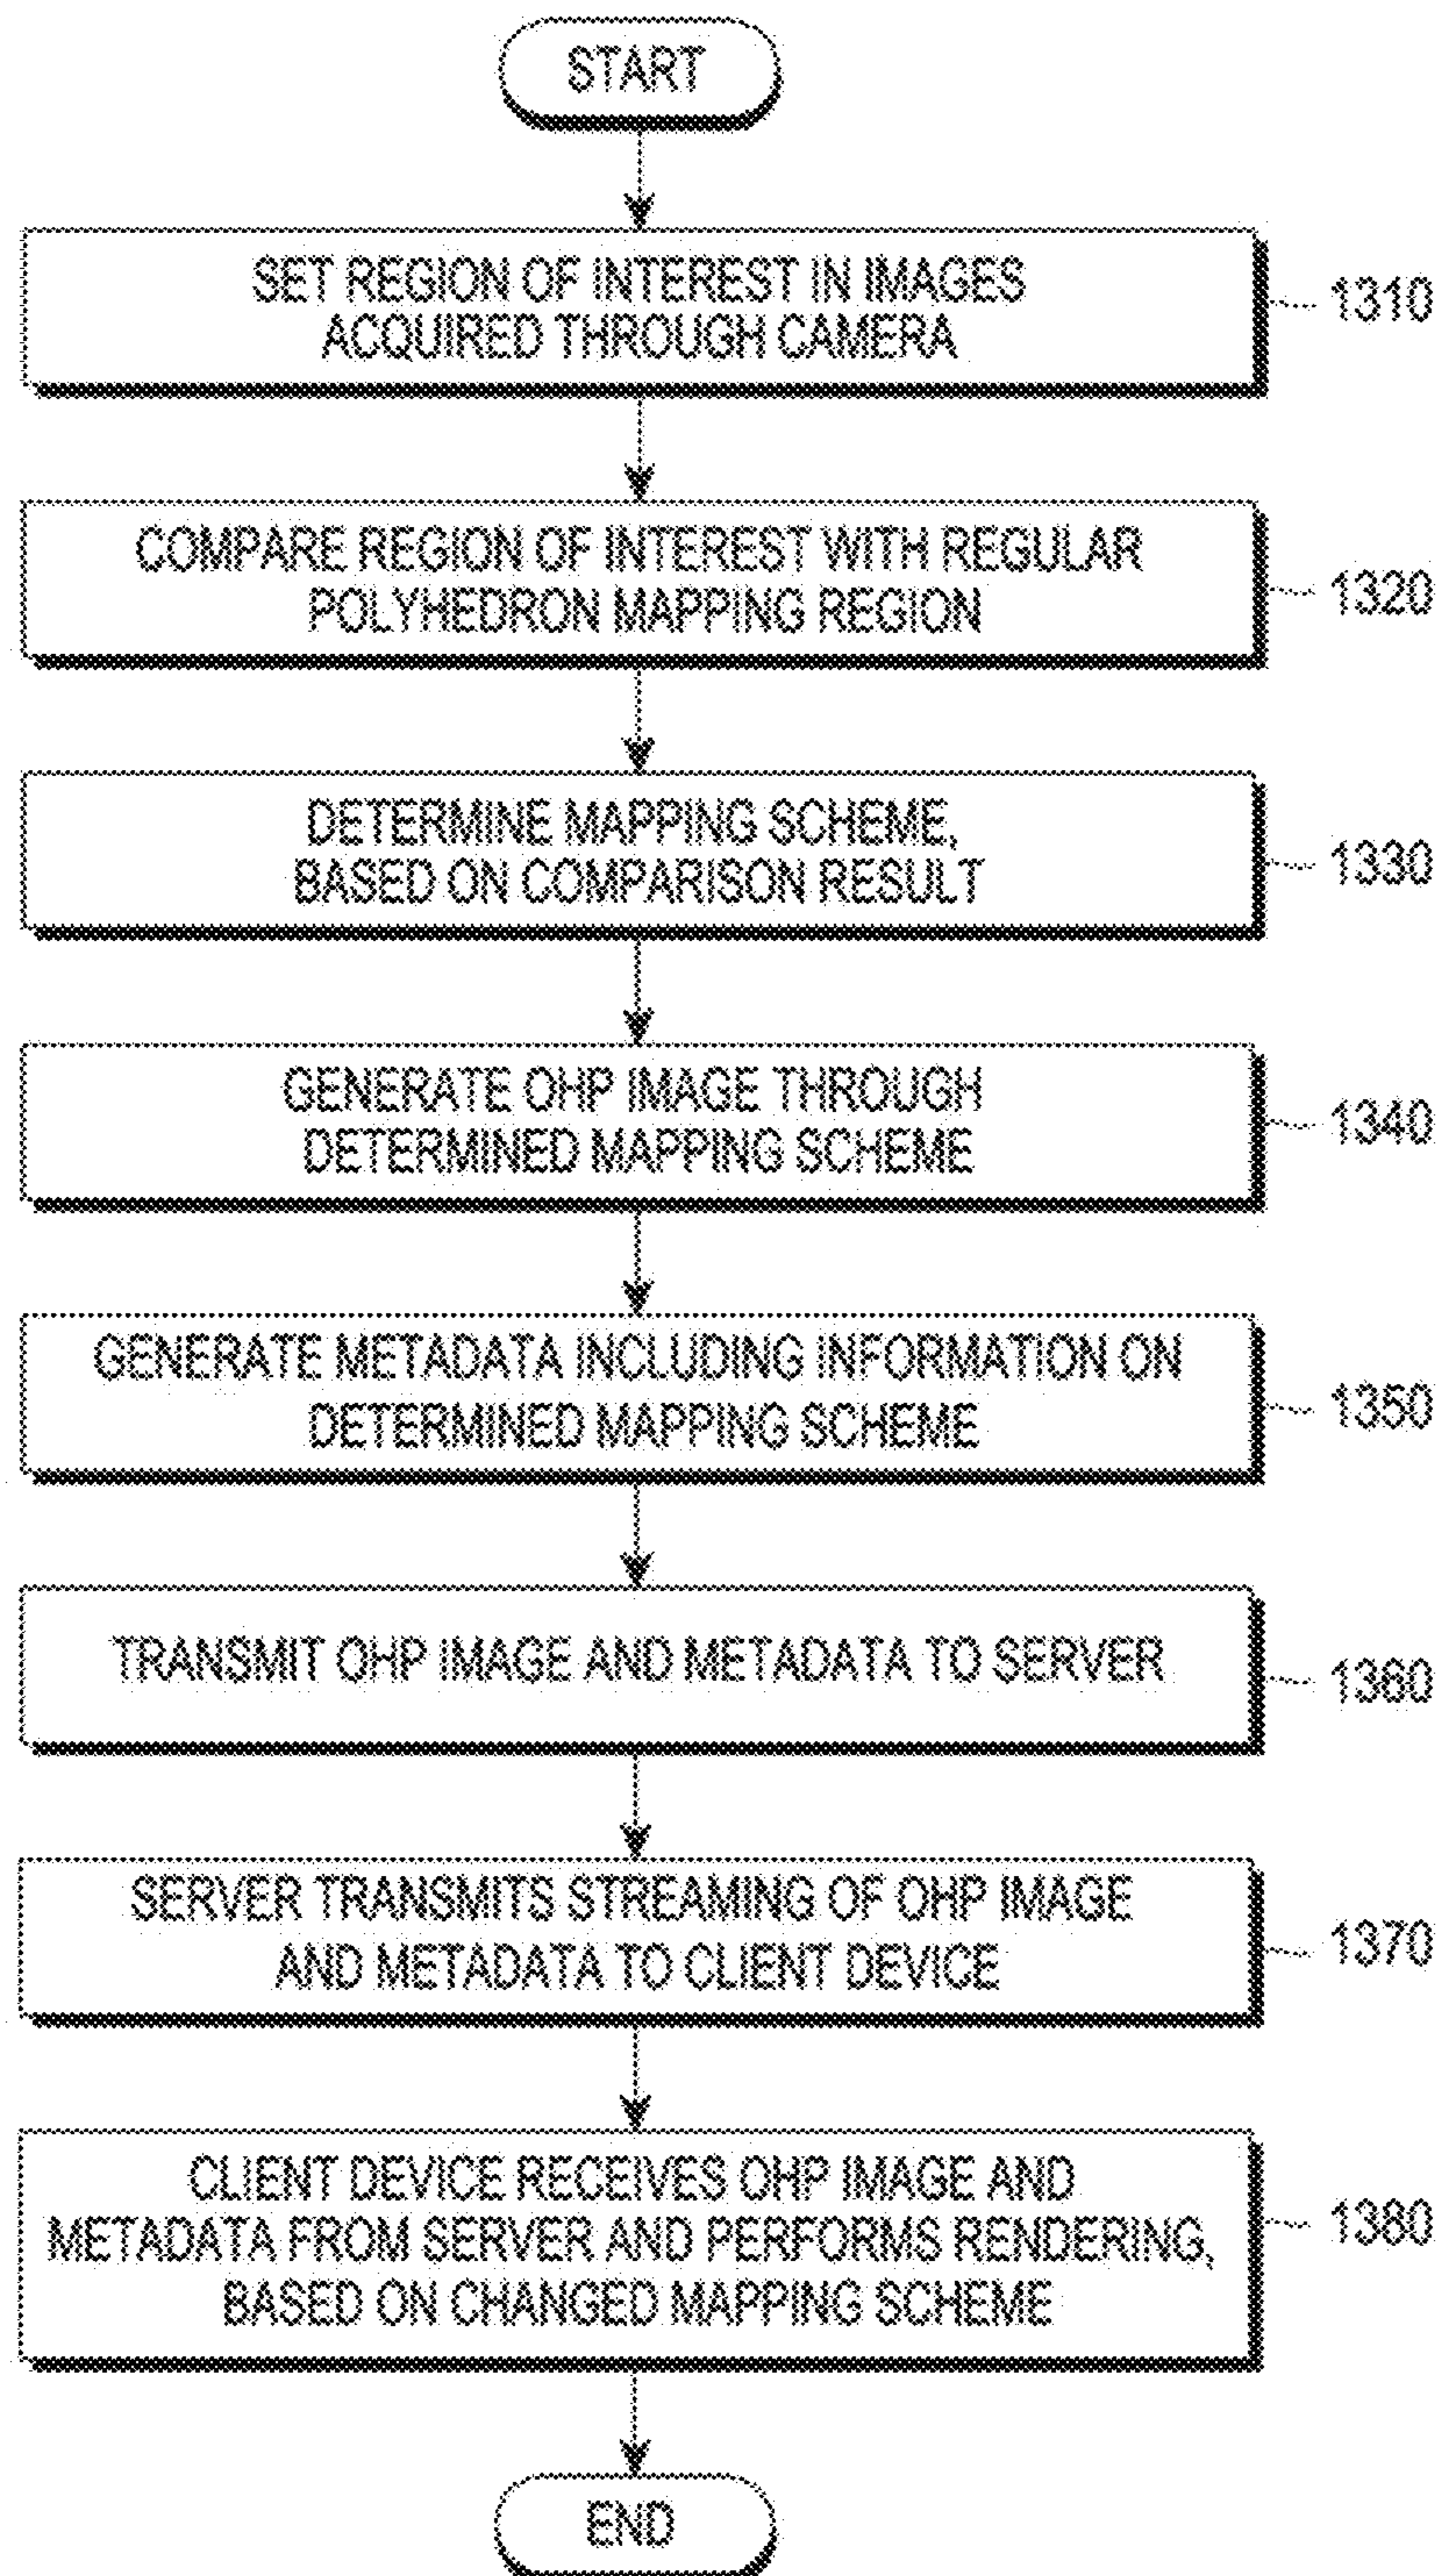 START
SET REGION OF INTEREST IN IMAGES
ACQUIRED THROUGH CAMERA
1310
COMPARE REGION OF INTEREST WITH REGULAR
POLYHEDRON MAPPING REGION
1320
DETERMINE MAPPING SCHEME,
BASED ON COMPARISON RESULT
1330
GENERATE OHP IMAGE THROUGH
DETERMINED MAPPING SCHEME
1340
GENERATE METADATA INCLUDING INFORMATION ON
DETERMINED MAPPING SCHEME
1350
TRANSMIT OHP IMAGE AND METADATA TO SERVER
1360
SERVER TRANSMITS STREAMING OF OHP IMAGE
AND METADATA TO CLIENT DEVICE
1370
CLIENT DEVICE RECEIVES OHP IMAGE AND
METADATA FROM SERVER AND PERFORMS RENDERING,
BASED ON CHANGED MAPPING SCHEME
1380
END